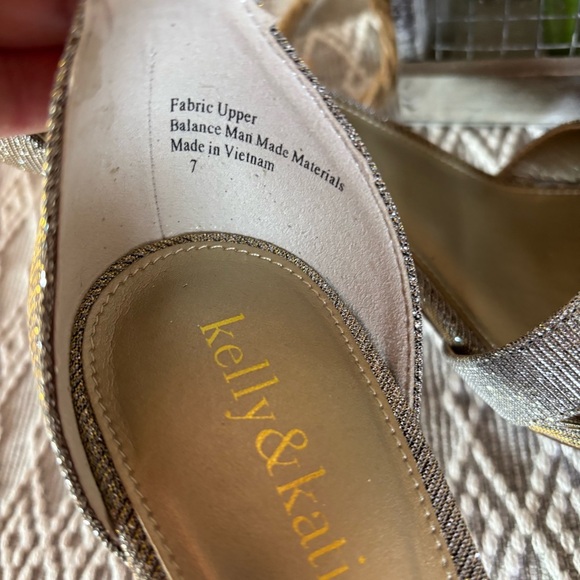 Fabric Upper
Balance Man Made Materials
Made in Vietnam
7
kelly&kati